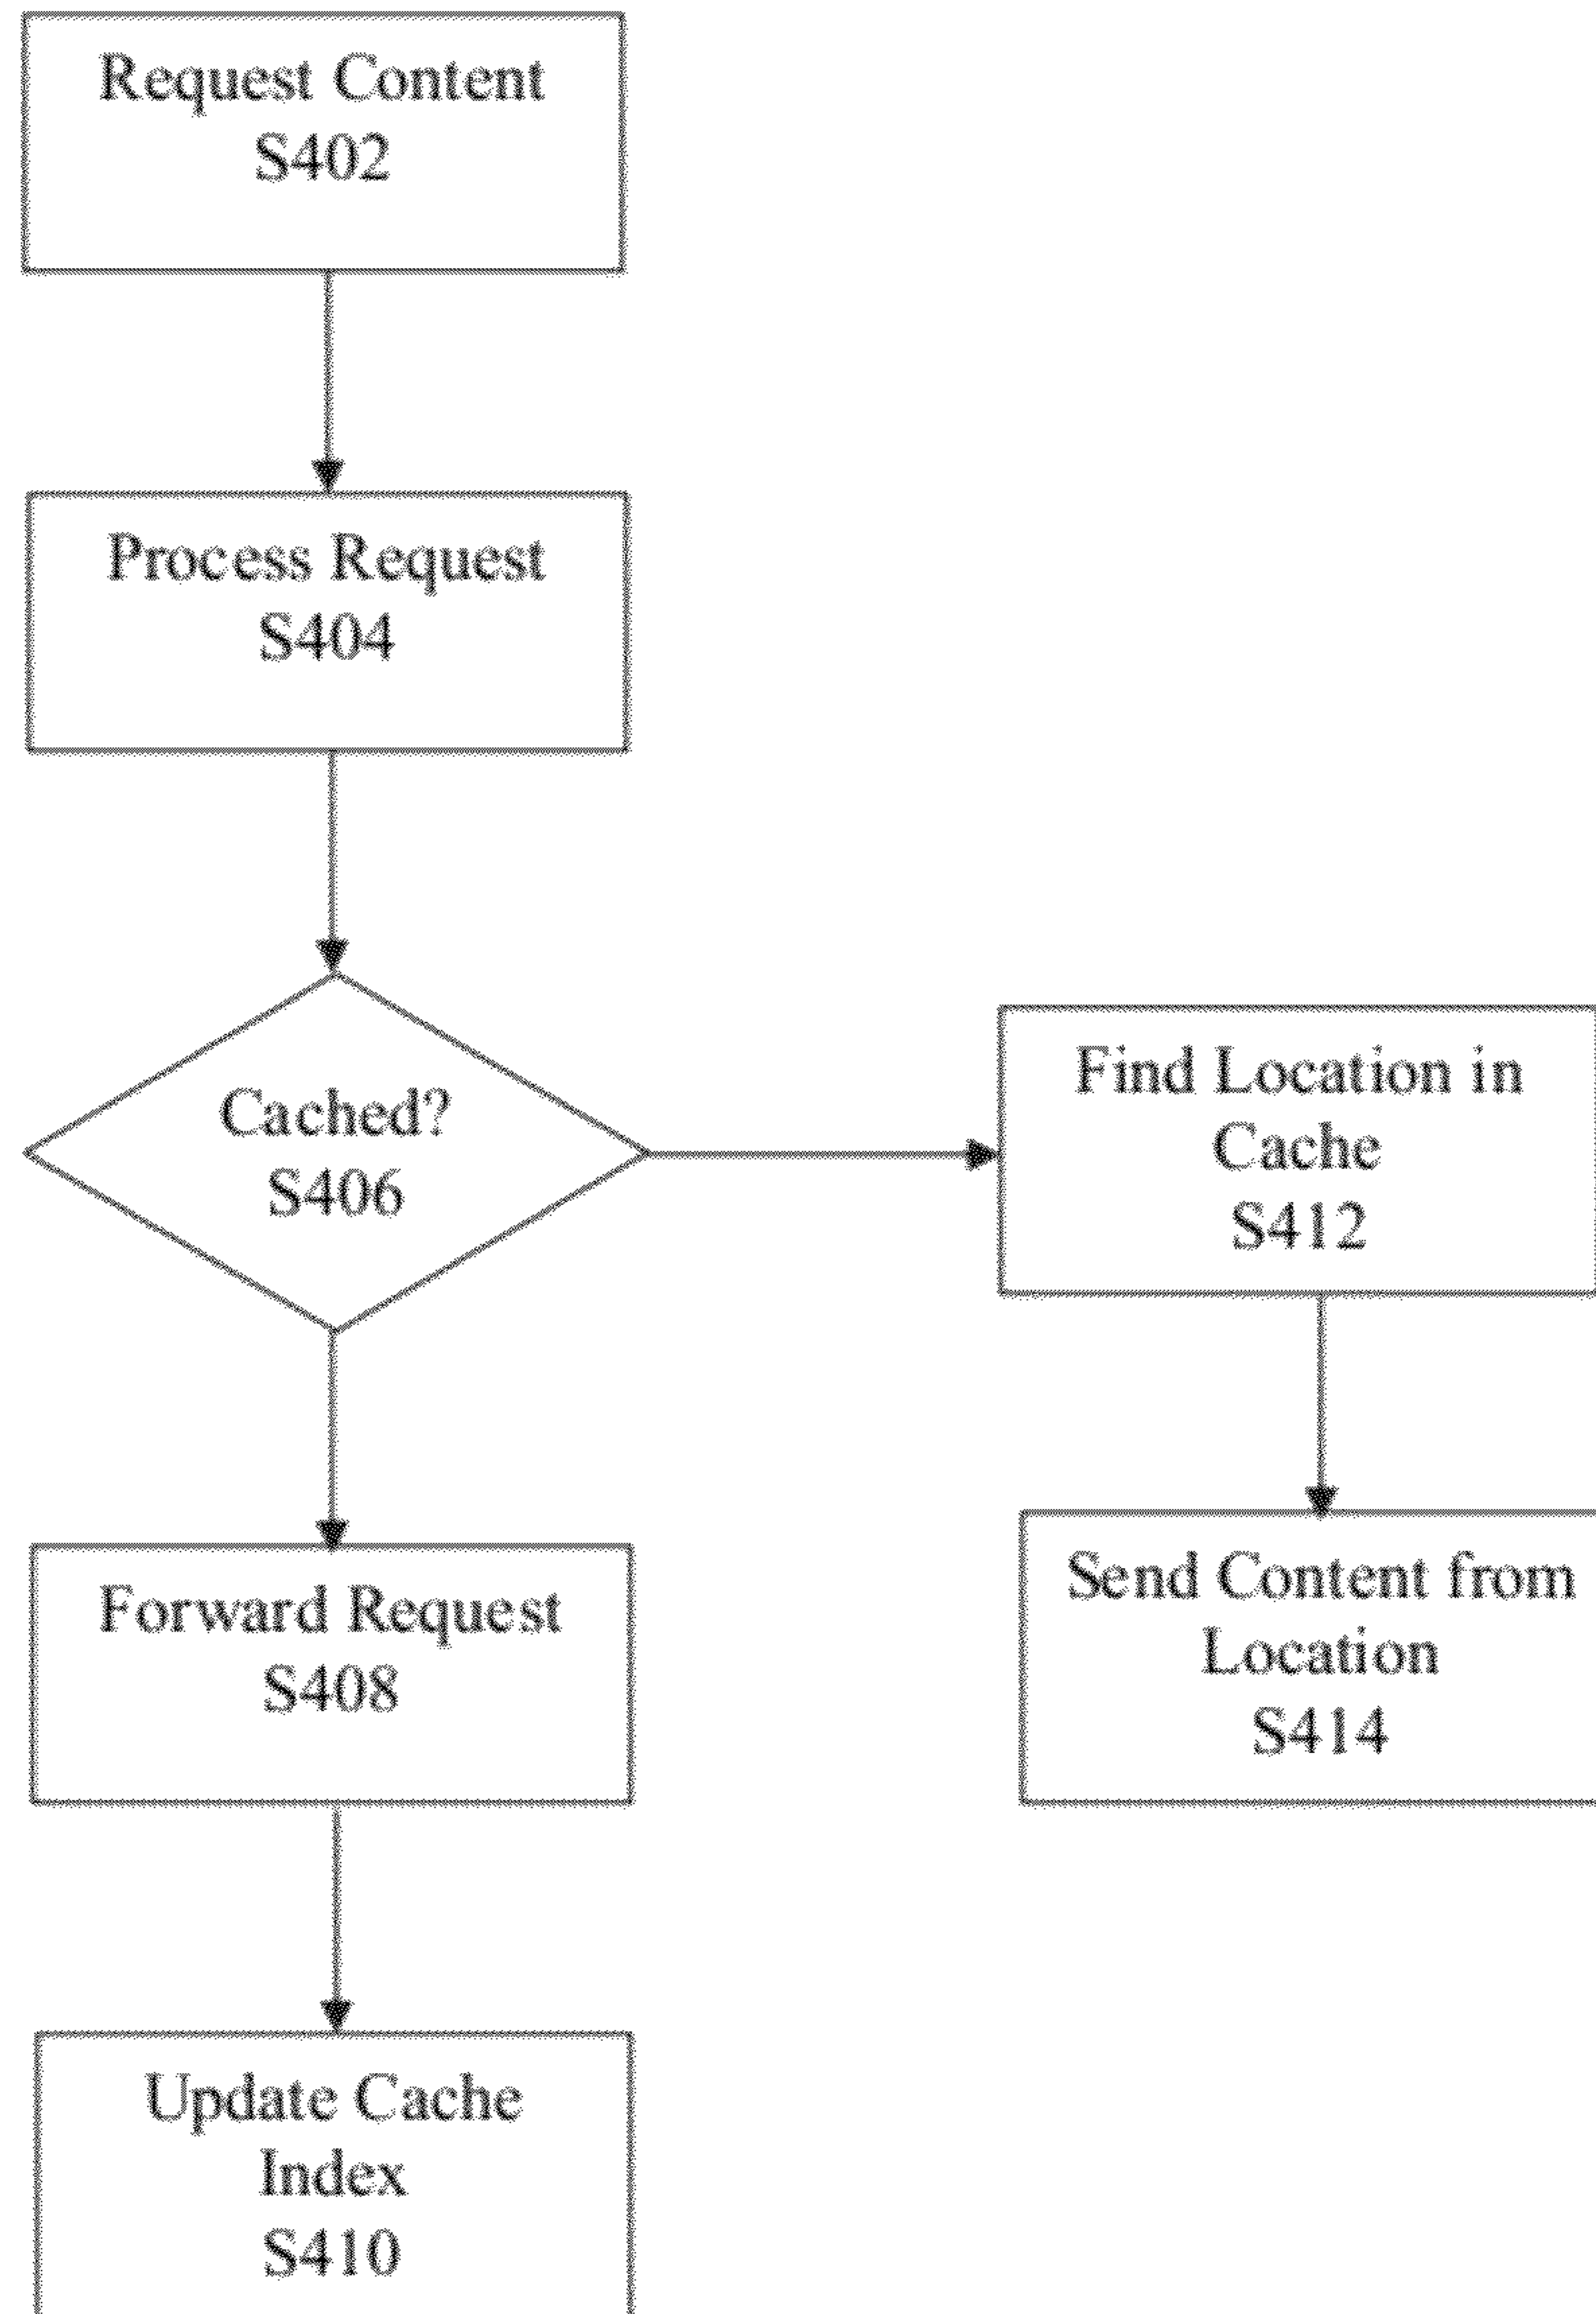 Request Content
S402
Process Request
S404
Cached?
S406
Find Location in
Cache
S412
Forward Request
S408
Send Content from
Location
S414
Update Cache
Index
S410